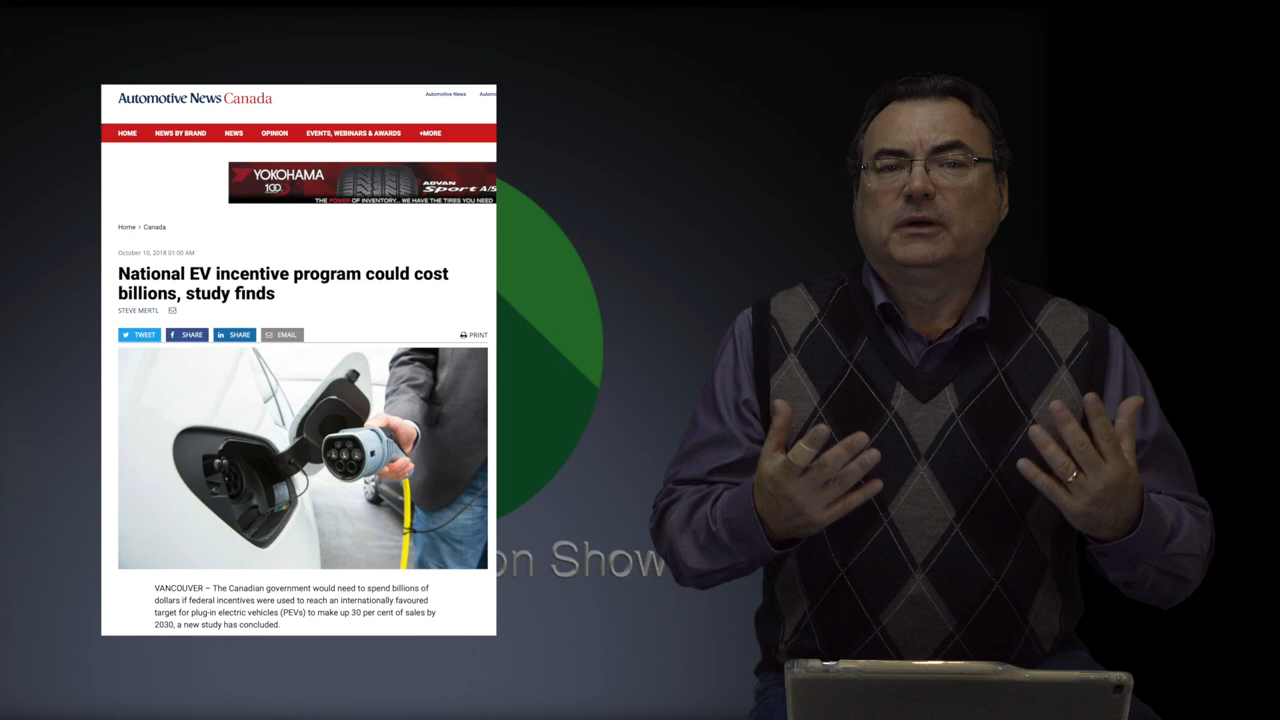 Automotive News Canada
Automotive News
HOME NEWS BY BRAND NEWS OPINION EVENTS, WEBINARS & AWARDS +MORE
YOKOHAMA
100
ADVAN
Sport A/S
THE POWER OF INVENTORY... WE HAVE THE TIRES YOU NEED
Home › Canada
October 10, 2018 01:00 AM
National EV incentive program could cost
billions, study finds
STEVE MERTL
TWEET SHARE SHARE EMAIL PRINT
VANCOUVER – The Canadian government would need to spend billions of
dollars if federal incentives were used to reach an internationally favoured
target for plug-in electric vehicles (PEVs) to make up 30 per cent of sales by
2030, a new study has concluded.
on Show